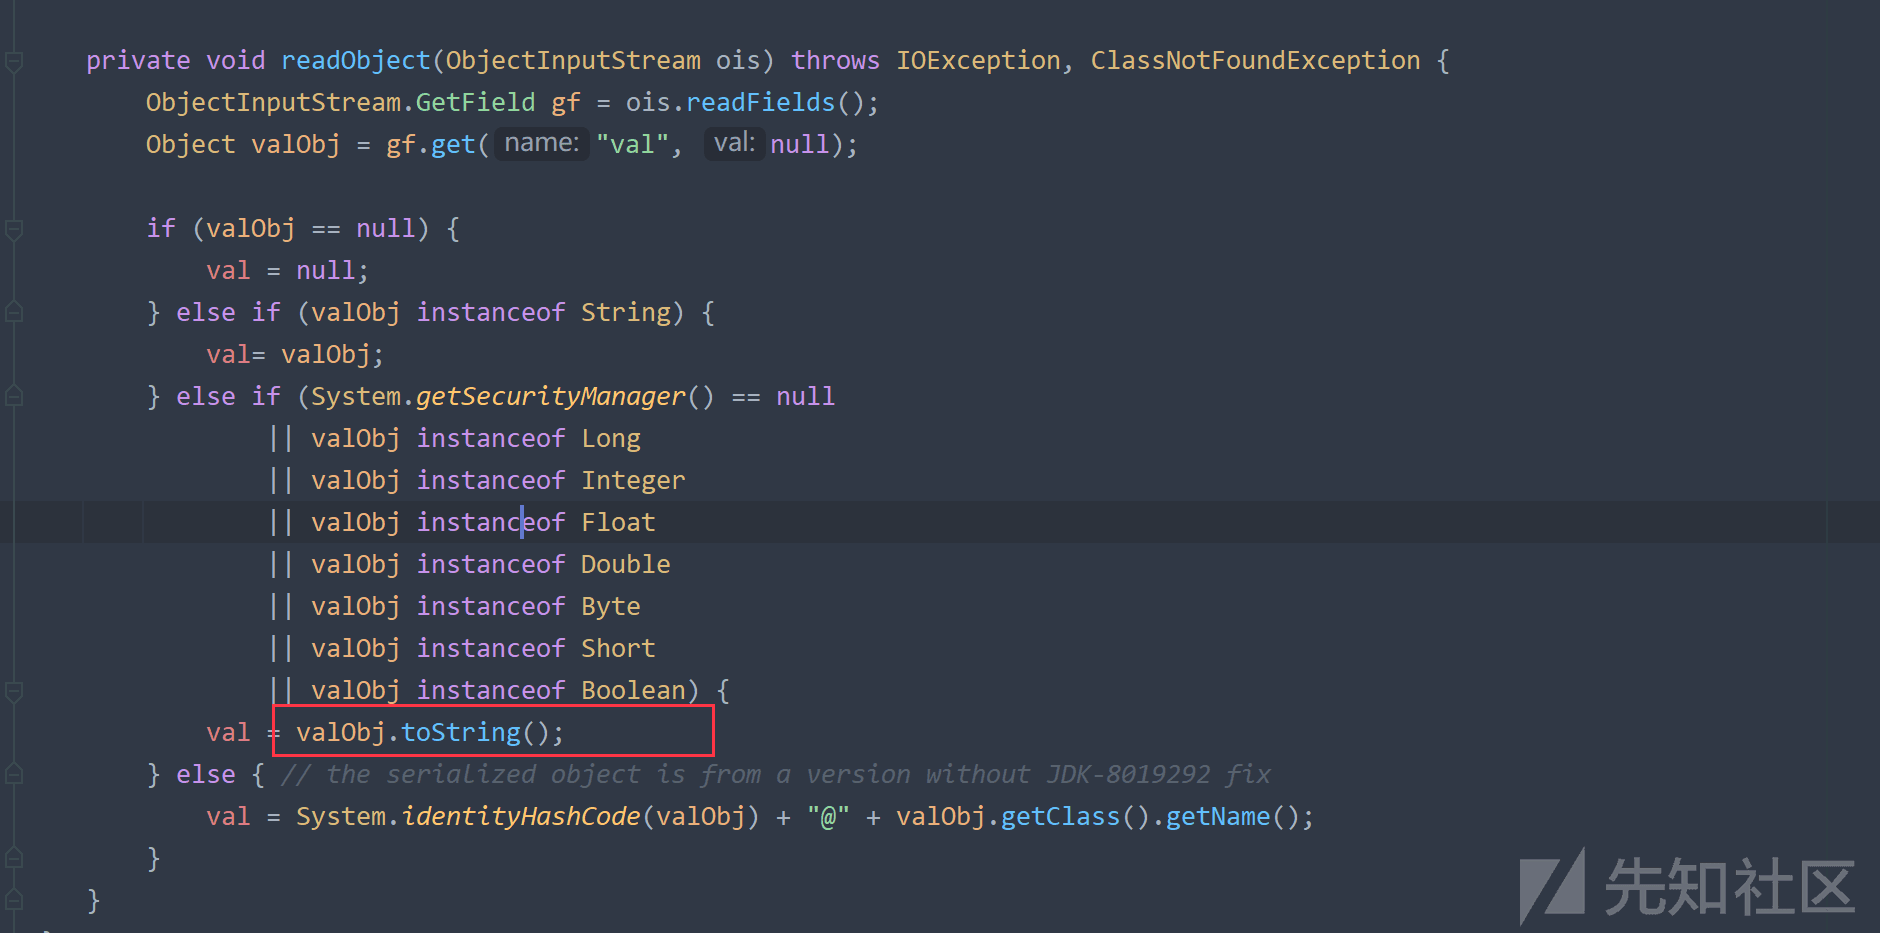 private void readObject(ObjectInputStream ois) throws IOException, ClassNotFoundException {
ObjectInputStream.GetField gf = ois.readFields();
Object valObj = gf.get( name: "val", val: null);
if (valObj == null) {
val = null;
} else if (valObj instanceof String) {
val= valObj;
} else if (System.getSecurityManager() == null
|| valObj instanceof Long
|| valObj instanceof Integer
|| valObj instanceof Float
|| valObj instanceof Double
|| valObj instanceof Byte
|| valObj instanceof Short
|| valObj instanceof Boolean) {
val = valObj.toString();
} else { // the serialized object is from a version without JDK-8019292 fix
val = System.identityHashCode(valObj) + "@" + valObj.getClass().getName();
}
}
先知社区